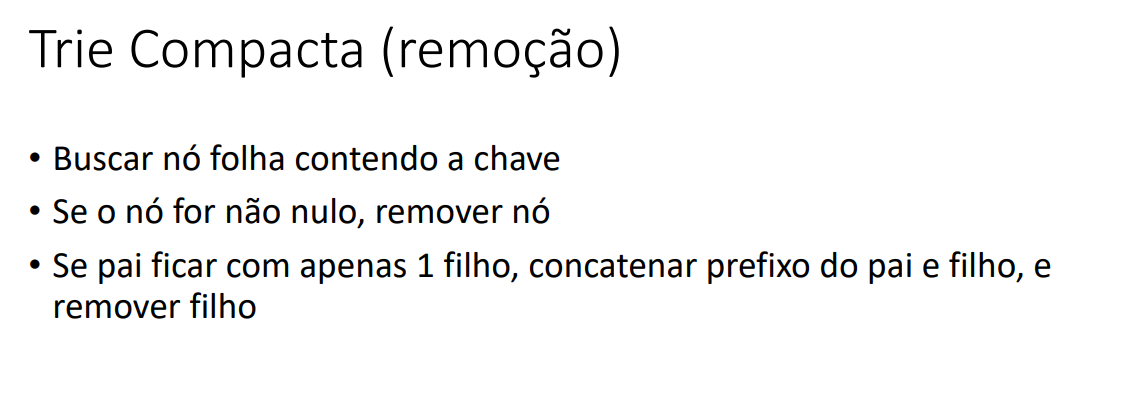 Trie Compacta (remoção)
• Buscar nó folha contendo a chave
• Se o nó for não nulo, remover nó
• Se pai ficar com apenas 1 filho, concatenar prefixo do pai e filho, e
remover filho